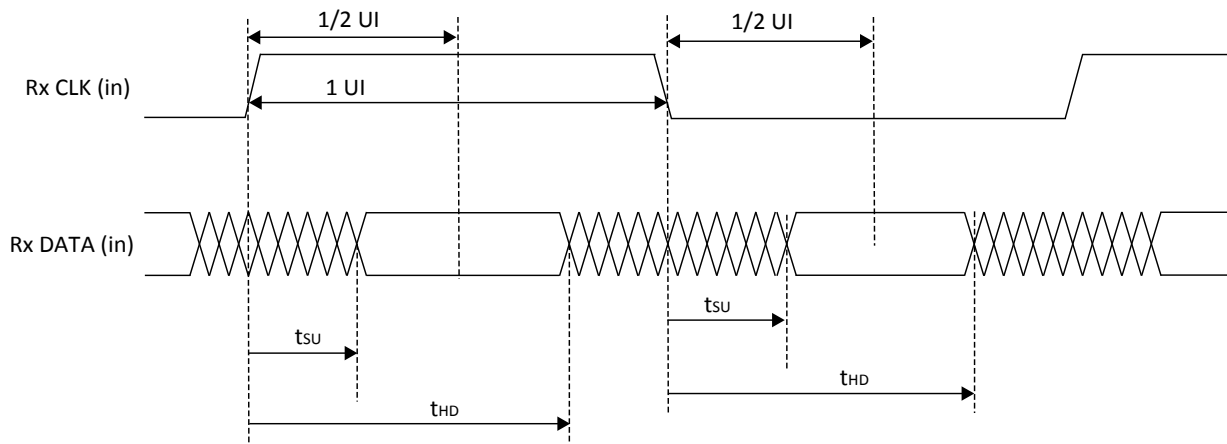 1/2 UI
1/2 UI
Rx CLK (in)
1 UI
Rx DATA (in)
tSU
tSU
tHD
tHD